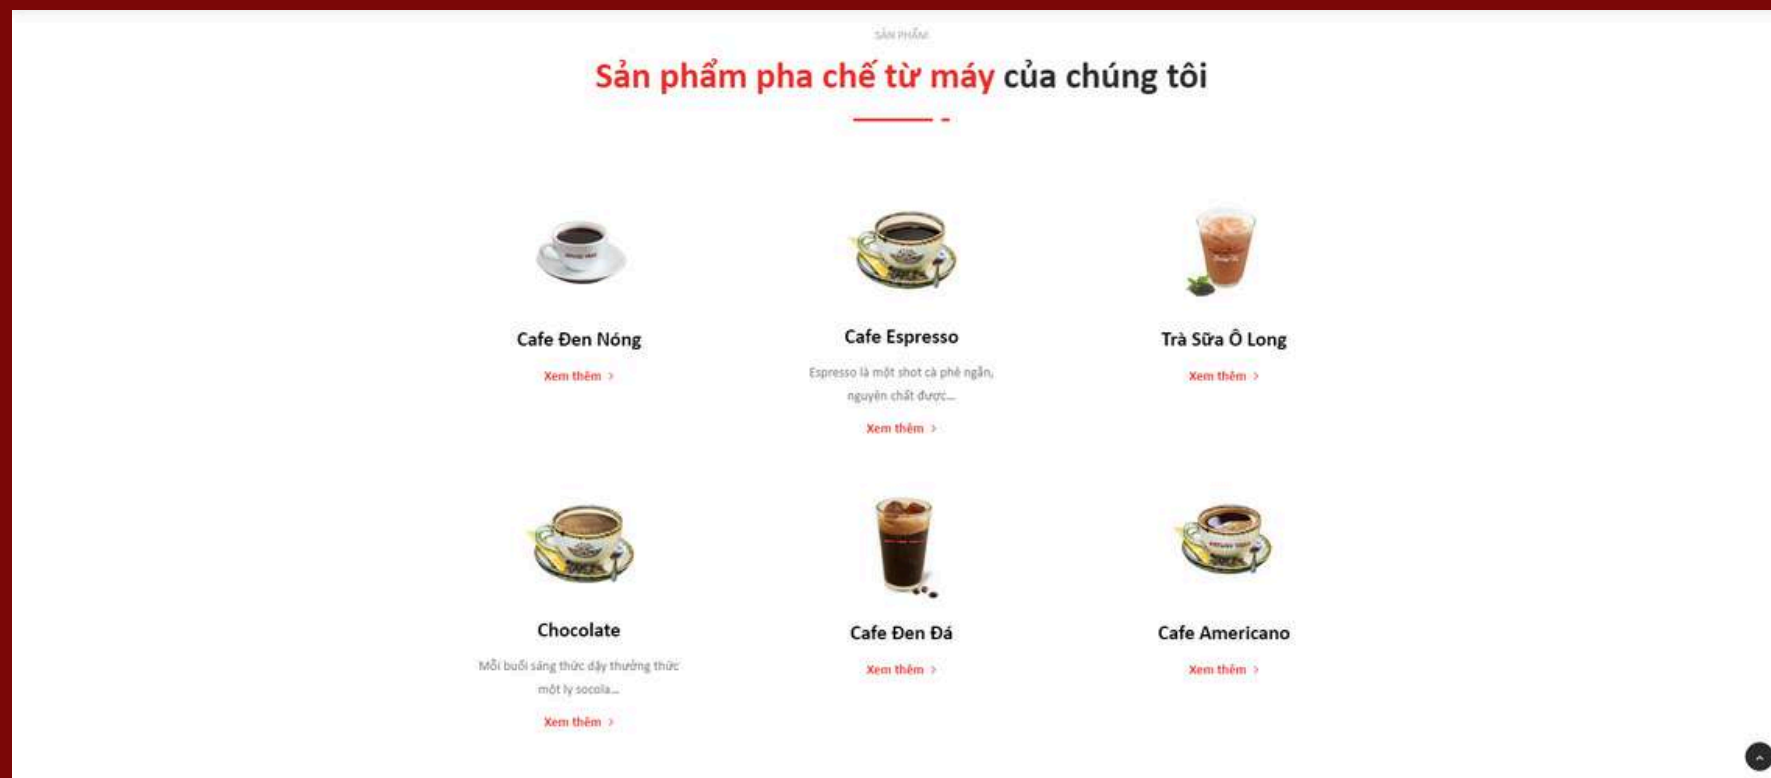 SẢN PHẨM
Sản phẩm pha chế từ máy của chúng tôi
Cafe Đen Nóng
Xem thêm >
Cafe Espresso
Espresso là một shot cà phê ngắn,
nguyên chất được...
Xem thêm >
Trà Sữa Ô Long
Xem thêm >
Chocolate
Mỗi buổi sáng thức dậy thưởng thức
một ly socola...
Xem thêm >
Cafe Đen Đá
Xem thêm >
Cafe Americano
Xem thêm >